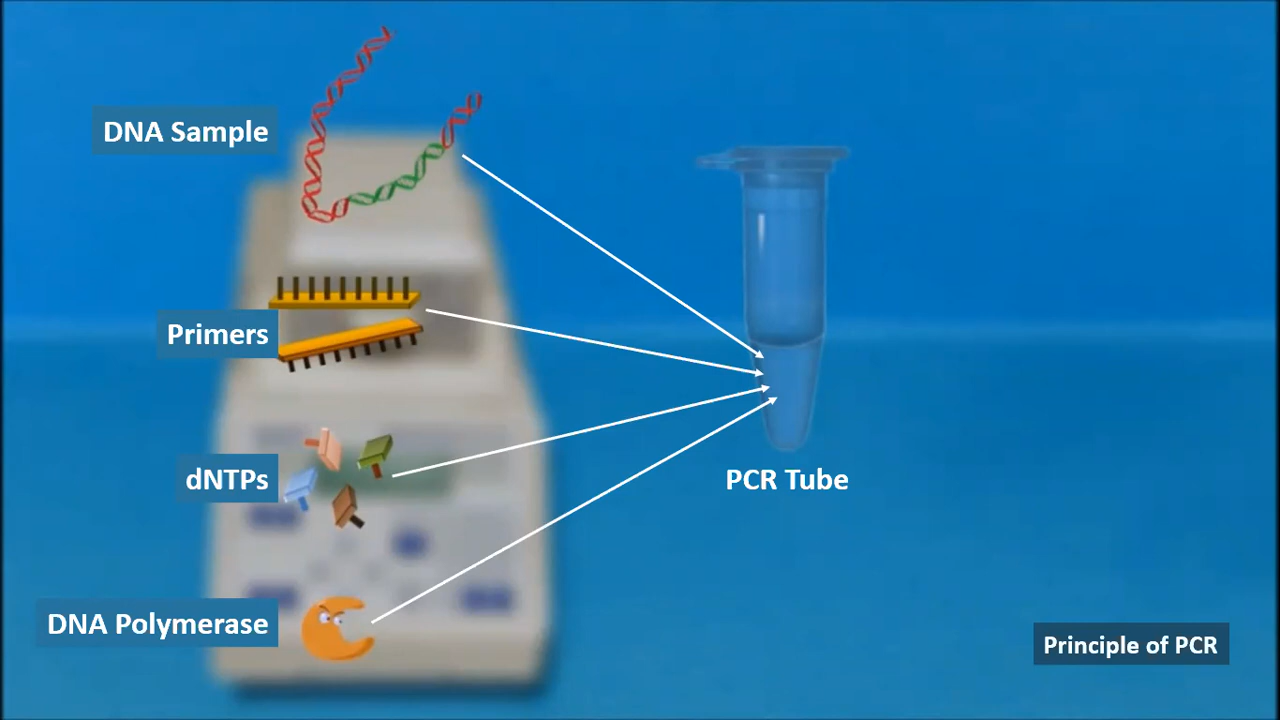 DNA Sample
Primers
dNTPs
DNA Polymerase
PCR Tube
Principle of PCR